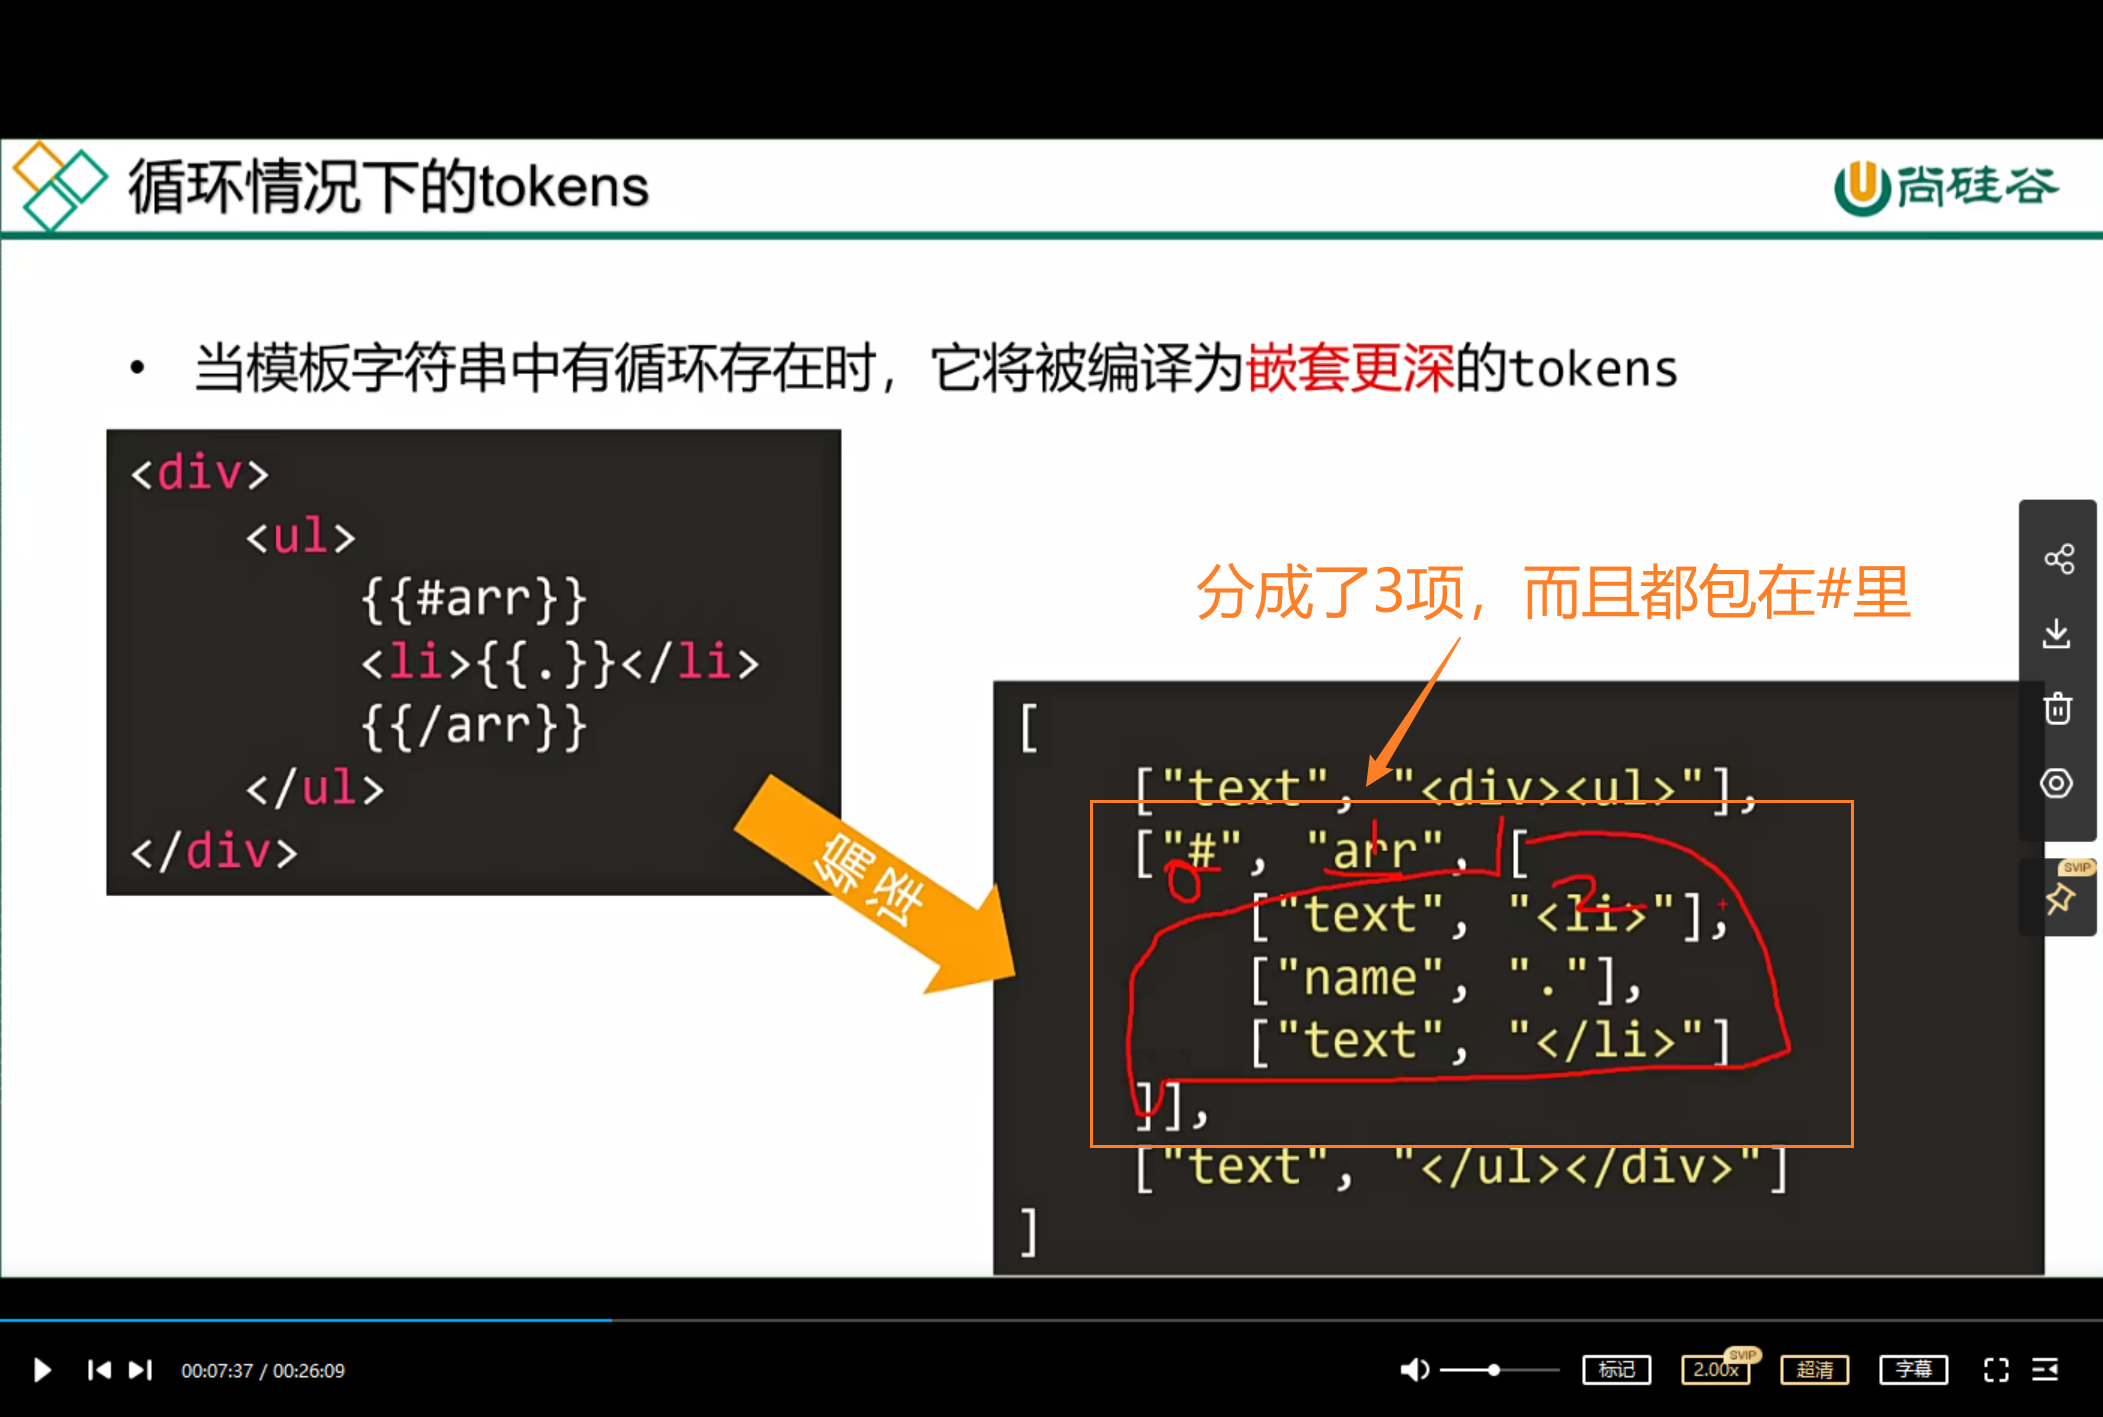 循环情况下的tokens
尚硅谷
• 当模板字符串中有循环存在时，它将被编译为嵌套更深的tokens
<div>
<ul>
{{#arr}}
<li>{{.}}</li>
{{/arr}}
</ul>
</div>
编译
分成了3项，而且都包在#里
[
["text", "<div><ul>"],
["#", "arr", [
0
1
2
["text", "<li>"],
["name", "."],
["text", "</li>"]
]],
["text", "</ul></div>"]
]
SVIP
00:07:37 / 00:26:09
标记
2.00x
SVIP
超清
字幕